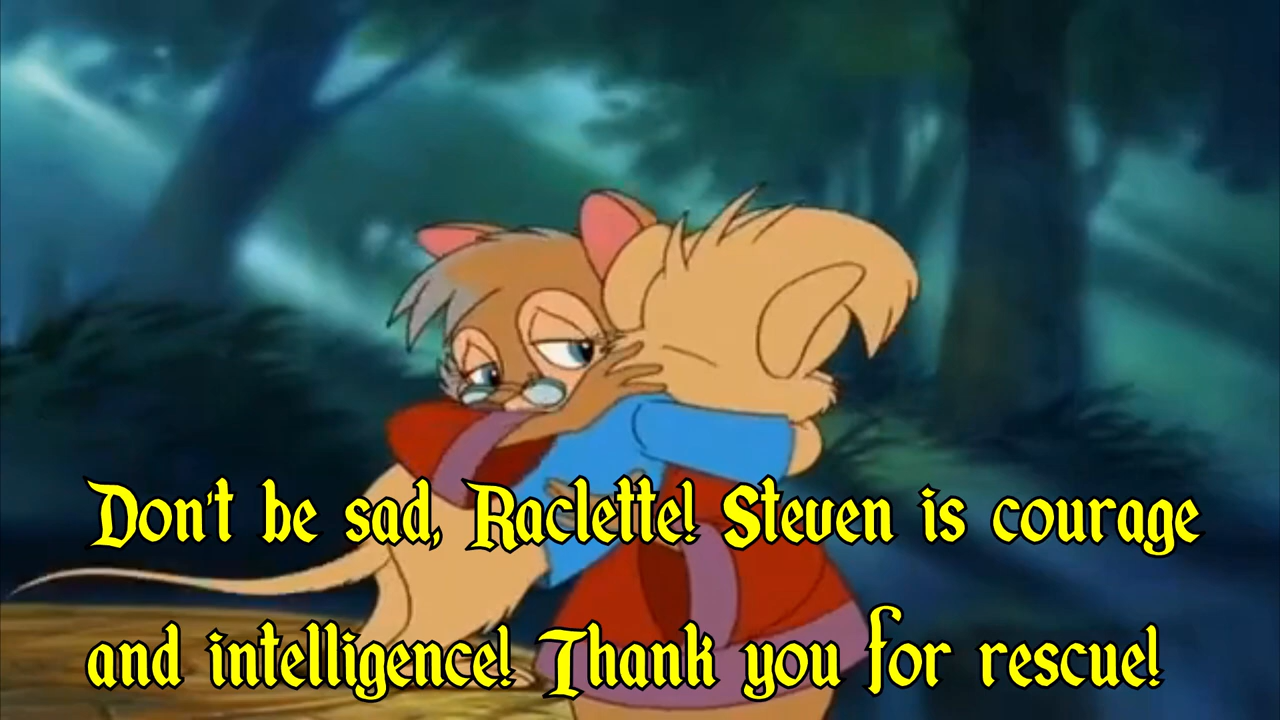 Don't be sad, Raclette! Steven is courage
and intelligence! Thank you for rescue!